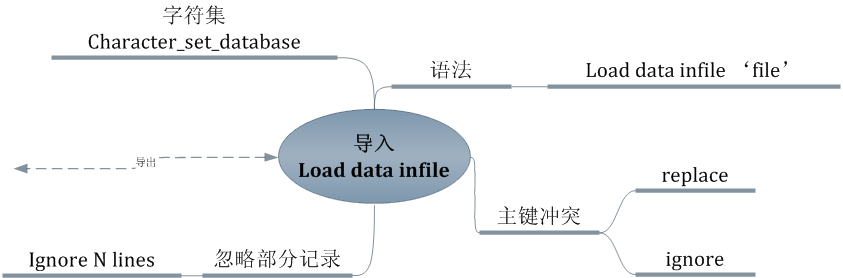 字符集
Character_set_database
语法
Load data infile ‘file’
导入
Load data infile
导出
replace
主键冲突
ignore
Ignore N lines
忽略部分记录